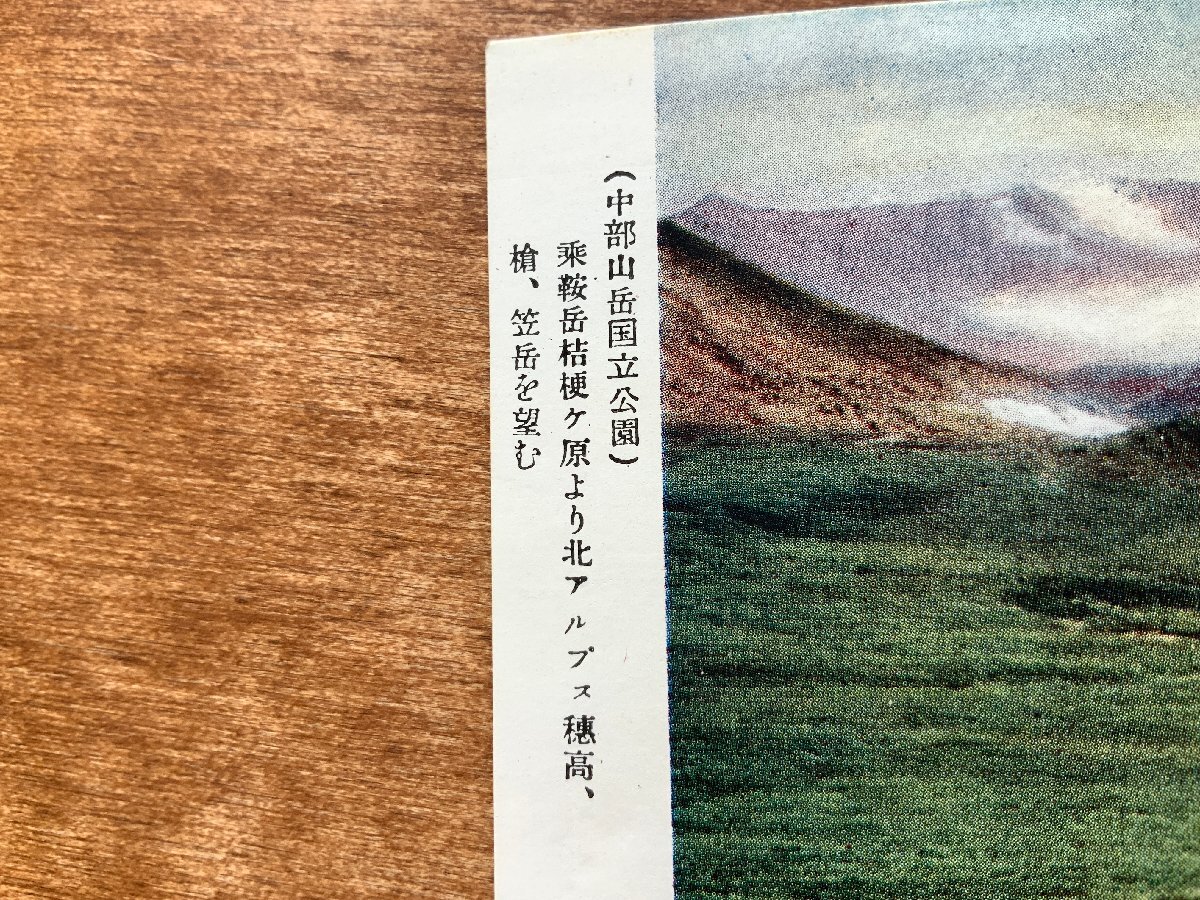 (中部山岳国立公園)
乗鞍岳桔梗ケ原より北アルプス穂高、
槍、笠岳を望む